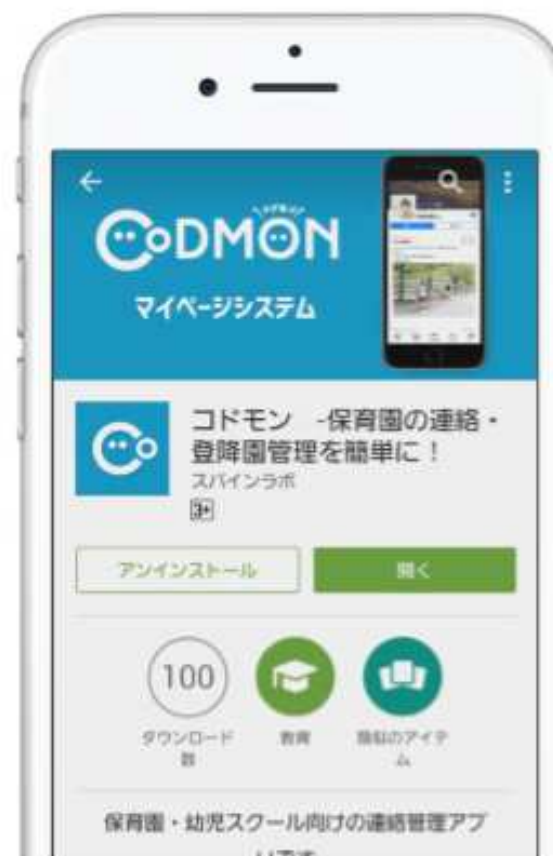 CODMON
マイページシステム
コドモン -保育園の連絡・
登降園管理を簡単に！
スパインラボ
3+
アンインストール
開く
100
ダウンロード
数
教育
類似のアイテ
ム
保育園・幼児スクール向けの連絡管理アプ
リです